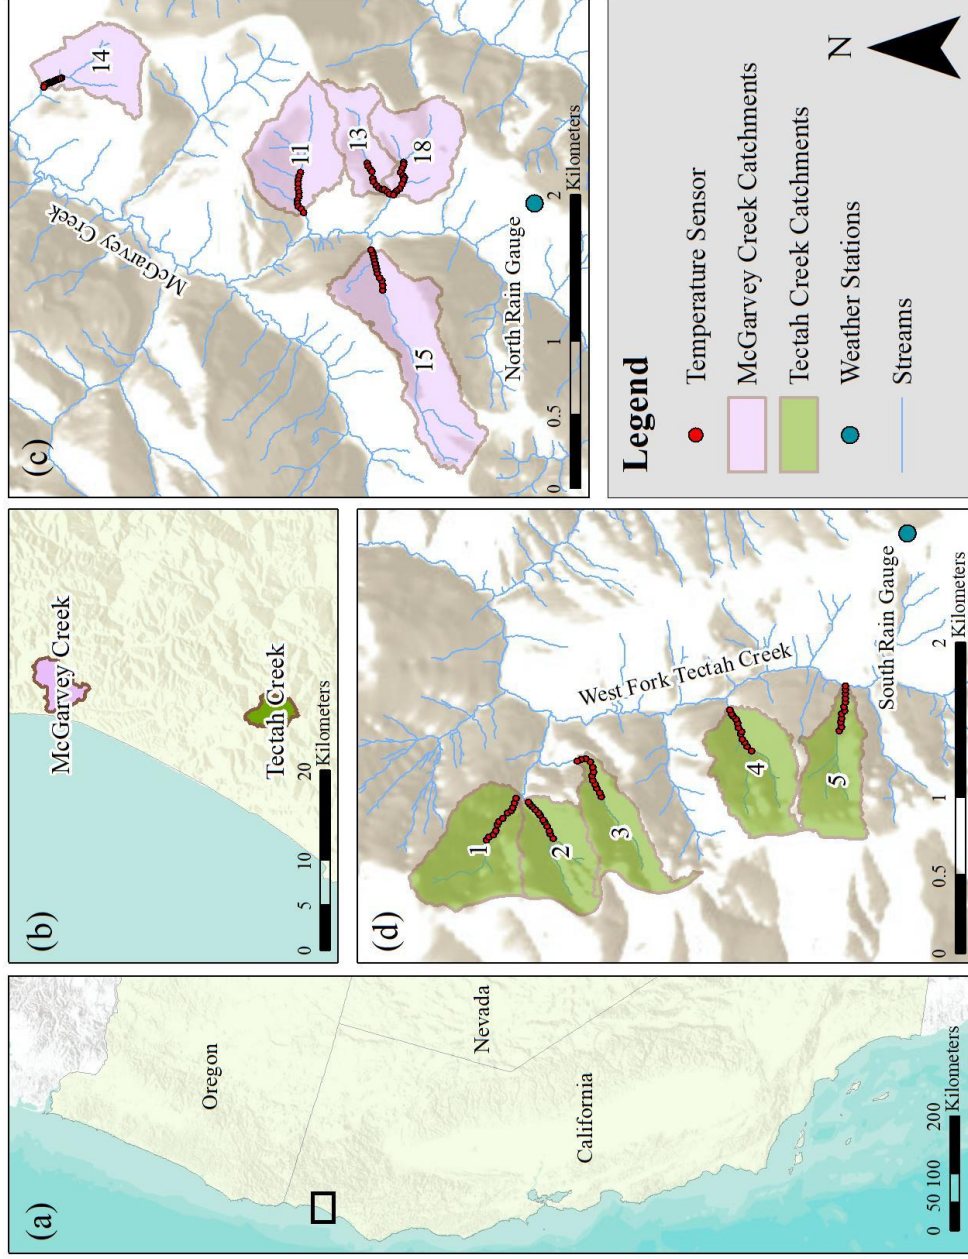 (a)
Oregon
Nevada
California
0 50 100 200
Kilometers
(b)
McGarvey Creek
Tectah Creek
0 5 10 20
Kilometers
(c)
McGarvey Creek
14
11
13
18
15
North Rain Gauge
0 0.5 1 2
Kilometers
(d)
1
2
3
4
5
West Fork Tectah Creek
South Rain Gauge
0 0.5 1 2
Kilometers
Legend
Temperature Sensor
McGarvey Creek Catchments
Tectah Creek Catchments
Weather Stations
Streams
N